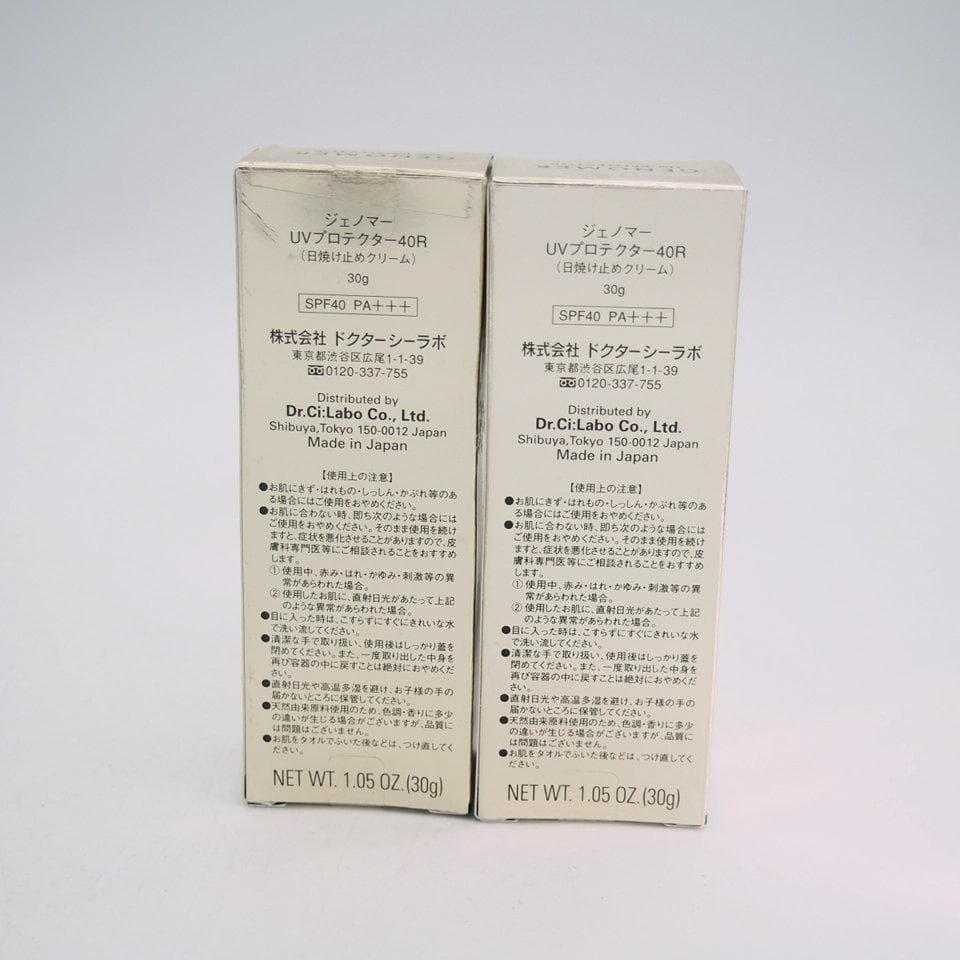 GENOMER
ジェノマー
UVプロテクター40R
（日焼け止めクリーム）
30g
SPF40 PA+++
株式会社 ドクターシーラボ
東京都渋谷区広尾1-1-39
0120-337-755
Distributed by
Dr.Ci:Labo Co., Ltd.
Shibuya,Tokyo 150-0012 Japan
Made in Japan
【使用上の注意】
●お肌にきず・はれもの・しっしん・かぶれ等のあ
る場合にはご使用をおやめください。
●お肌に合わない時、即ち次のような場合には
ご使用をおやめください。そのまま使用を続け
ますと、症状を悪化させることがありますので、皮
膚科専門医等にご相談されることをおすすめ
します。
① 使用中、赤み・はれ・かゆみ・刺激等の異
常があらわれた場合。
② 使用したお肌に、直射日光があたって上記
のような異常があらわれた場合。
●目に入った時は、こすらずにすぐにきれいな水
で洗い流してください。
●清潔な手で取り扱い、使用後はしっかり蓋を
閉めてください。また、一度取り出した中身を
再び容器の中に戻すことは絶対におやめくだ
さい。
●直射日光や高温多湿を避け、お子様の手の
届かないところに保管してください。
●天然由来原料使用のため、色調・香りに多少
の違いが生じる場合がございますが、品質に
は問題はございません。
●お肌をタオルでふいた後などは、つけ直してく
ださい。
NET WT. 1.05 OZ.(30g)
GENOMER
ジェノマー
UVプロテクター40R
（日焼け止めクリーム）
30g
SPF40 PA+++
株式会社 ドクターシーラボ
東京都渋谷区広尾1-1-39
0120-337-755
Distributed by
Dr.Ci:Labo Co., Ltd.
Shibuya,Tokyo 150-0012 Japan
Made in Japan
【使用上の注意】
●お肌にきず・はれもの・しっしん・かぶれ等のあ
る場合にはご使用をおやめください。
●お肌に合わない時、即ち次のような場合には
ご使用をおやめください。そのまま使用を続け
ますと、症状を悪化させることがありますので、皮
膚科専門医等にご相談されることをおすすめ
します。
① 使用中、赤み・はれ・かゆみ・刺激等の異
常があらわれた場合。
② 使用したお肌に、直射日光があたって上記
のような異常があらわれた場合。
●目に入った時は、こすらずにすぐにきれいな水
で洗い流してください。
●清潔な手で取り扱い、使用後はしっかり蓋を
閉めてください。また、一度取り出した中身を
再び容器の中に戻すことは絶対におやめくだ
さい。
●直射日光や高温多湿を避け、お子様の手の
届かないところに保管してください。
●天然由来原料使用のため、色調・香りに多少
の違いが生じる場合がございますが、品質に
は問題はございません。
●お肌をタオルでふいた後などは、つけ直してく
ださい。
NET WT. 1.05 OZ.(30g)